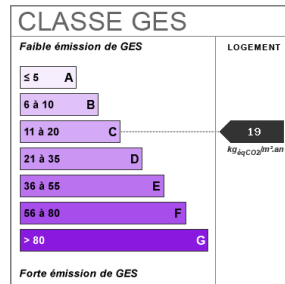 CLASSE GES
Faible émission de GES
LOGEMENT
≤ 5 A
6 à 10 B
11 à 20 C
19
kgéqCO2/m².an
21 à 35 D
36 à 55 E
56 à 80 F
> 80 G
Forte émission de GES